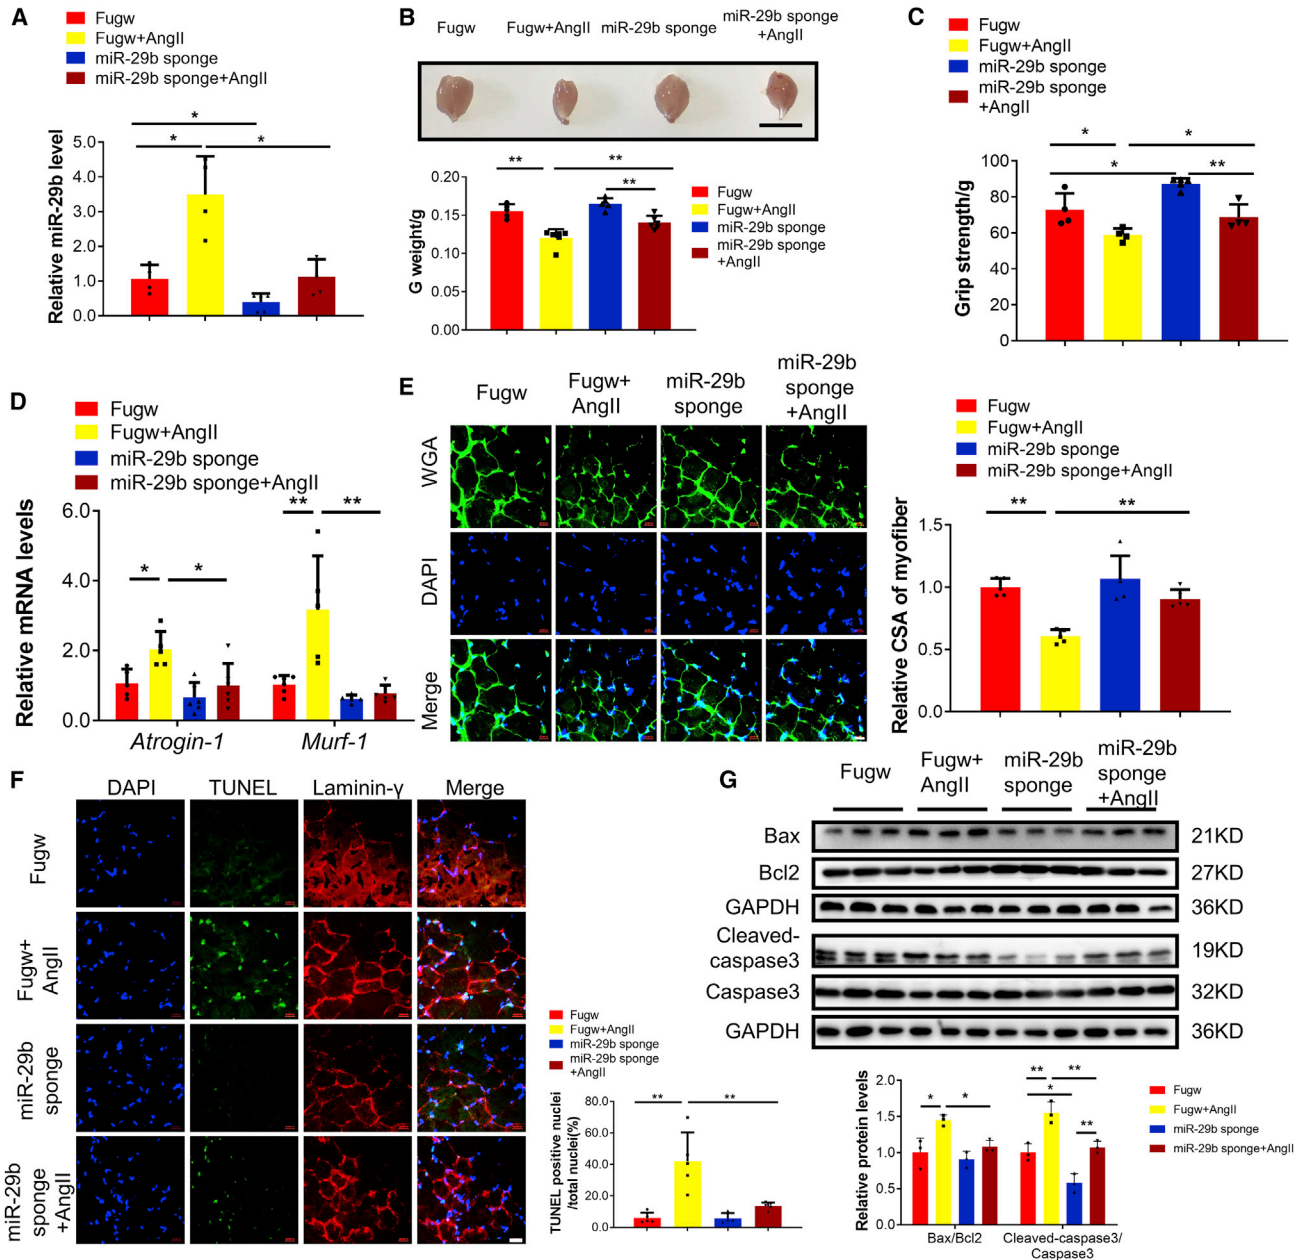 A
Fugw
Fugw+AngII
miR-29b sponge
miR-29b sponge+AngII
Relative miR-29b level
5.0
4.0
3.0
2.0
1.0
0.0
*
*
*
B
Fugw
Fugw+AngII
miR-29b sponge
miR-29b sponge
+AngII
G weight/g
0.20
0.15
0.10
0.05
0.00
**
**
**
Fugw
Fugw+AngII
miR-29b sponge
miR-29b sponge
+AngII
C
Fugw
Fugw+AngII
miR-29b sponge
miR-29b sponge
+AngII
Grip strength/g
100
80
60
40
20
0
*
*
*
**
D
Fugw
Fugw+AngII
miR-29b sponge
miR-29b sponge+AngII
Relative mRNA levels
6.0
4.0
2.0
0.0
*
*
**
**
Atrogin-1
Murf-1
E
Fugw
Fugw+
AngII
miR-29b
sponge
miR-29b
sponge
+AngII
WGA
DAPI
Merge
Fugw
Fugw+AngII
miR-29b sponge
miR-29b sponge+AngII
Relative CSA of myofiber
1.5
1.0
0.5
0.0
**
**
F
DAPI
TUNEL
Laminin-γ
Merge
Fugw
Fugw+
AngII
miR-29b
sponge
miR-29b
sponge
+AngII
Fugw
Fugw+AngII
miR-29b sponge
miR-29b sponge
+AngII
TUNEL positive nuclei
/total nuclei(%)
80.0
60.0
40.0
20.0
0.0
**
**
G
Fugw
Fugw+
AngII
miR-29b
sponge
miR-29b
sponge
+AngII
Bax
21KD
Bcl2
27KD
GAPDH
36KD
Cleaved-
caspase3
19KD
Caspase3
32KD
GAPDH
36KD
Relative protein levels
2.0
1.5
1.0
0.5
0.0
*
*
**
**
*
**
Bax/Bcl2
Cleaved-caspase3/
Caspase3
Fugw
Fugw+AngII
miR-29b sponge
miR-29b sponge+AngII